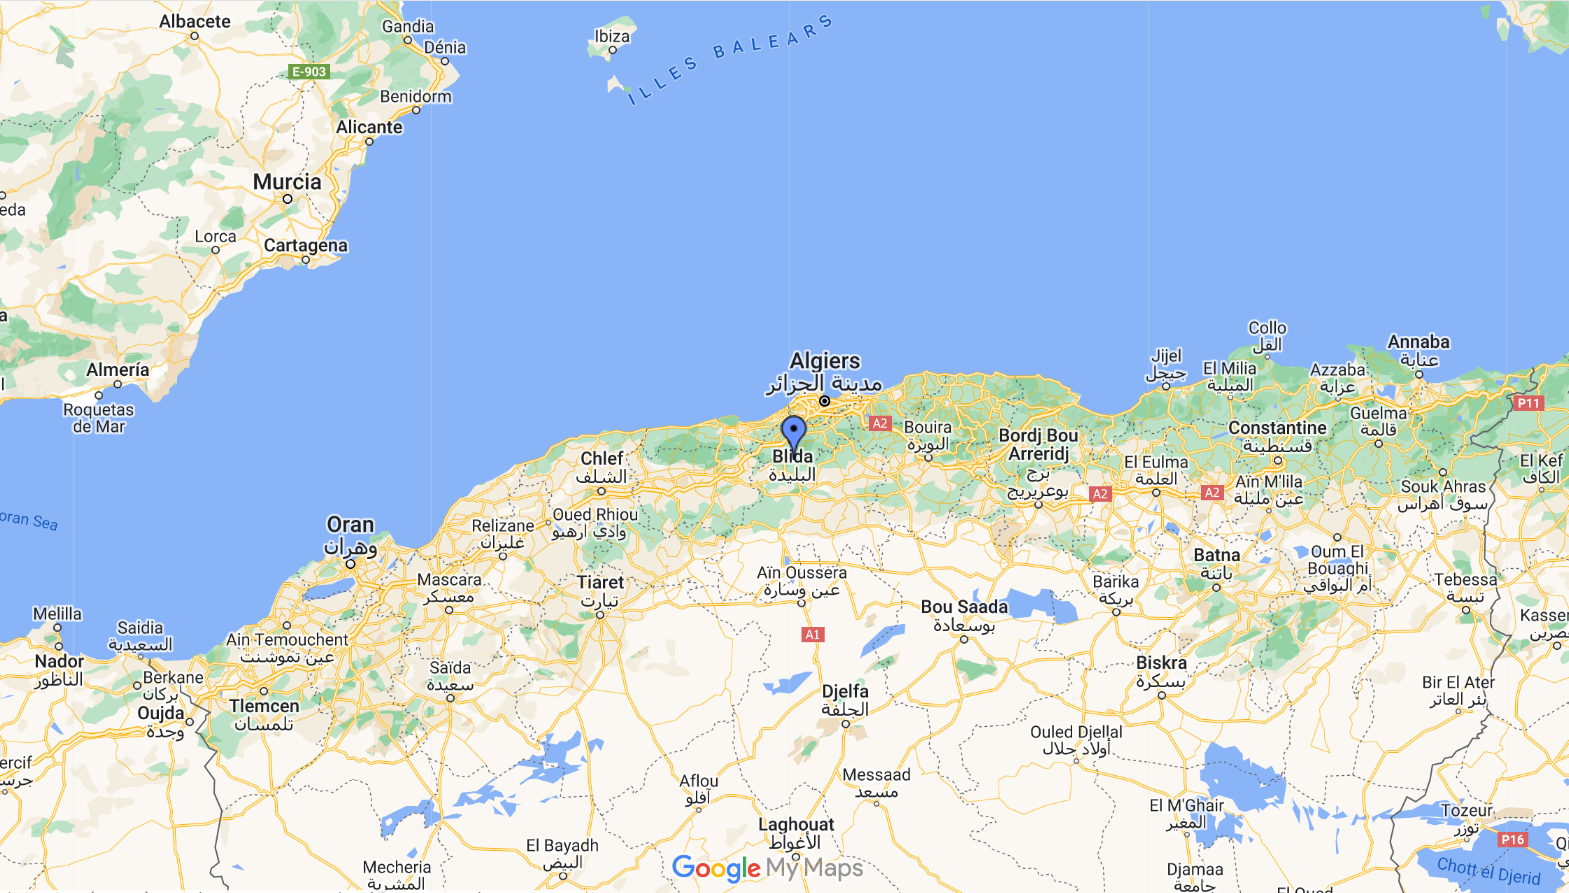 Albacete
Gandia
Dénia
Ibiza
ILLES BALEARS
E-903
Benidorm
Alicante
Murcia
eda
Lorca
Cartagena
a
Almería
l
Roquetas
de Mar
Algiers
مدينة الجزائر
Collo
القل
Jijel
جيجل
El Milia
الميلية
Azzaba
عزابة
Annaba
عنابة
P11
Guelma
قالمة
A2
Bouira
البويرة
Bordj Bou
Arreridj
برج
بوعريريج
Constantine
قسنطينة
Blida
البليدة
Chlef
الشلف
El Eulma
العلمة
Aïn M'lila
عين مليلة
El Kef
الكاف
Souk Ahras
سوق أهراس
A2
A2
oran Sea
Oran
وهران
Relizane
غليزان
Oued Rhiou
وادي ارهيو
Batna
باتنة
Oum El
Bouaghi
أم البواقي
Mascara
معسكر
Tiaret
تيارت
Aïn Oussera
عين وسارة
Barika
بريكة
Tebessa
تبسة
Bou Saada
بوسعادة
Melilla
Saidia
السعيدية
Ain Temouchent
عين تموشنت
A1
Kasser
صرين
Nador
الناظور
Berkane
بركان
Saïda
سعيدة
Biskra
بسكرة
Oujda
وجدة
Tlemcen
تلمسان
Djelfa
الجلفة
Bir El Ater
بئر العاتر
Ouled Djellal
أولاد جلال
ercif
جرس
Aflou
أفلو
Messaad
مسعد
El M'Ghair
المغير
Tozeur
توزر
Laghouat
الأغواط
P16
El Bayadh
البيض
Qi
Mecheria
المشرية
Google My Maps
Djamaa
جامعة
Chott el Djerid
El Oued